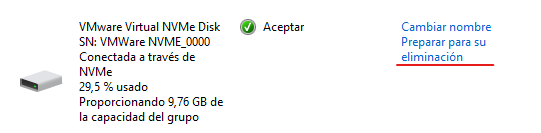 VMware Virtual NVMe Disk
SN: VMWare NVME_0000
Conectada a través de
NVMe
29,5 % usado
Proporcionando 9,76 GB de
la capacidad del grupo
Aceptar
Cambiar nombre
Preparar para su
eliminación